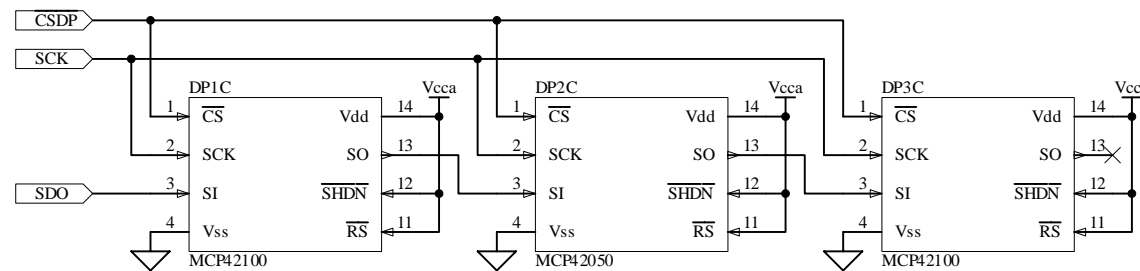 CSDP
SCK
SDO
DP1C
1 CS Vdd 14 Vcca
2 SCK SO 13
3 SI SHDN 12
4 Vss RS 11
MCP42100
DP2C
1 CS Vdd 14 Vcca
2 SCK SO 13
3 SI SHDN 12
4 Vss RS 11
MCP42050
DP3C
1 CS Vdd 14 Vcca
2 SCK SO 13
3 SI SHDN 12
4 Vss RS 11
MCP42100